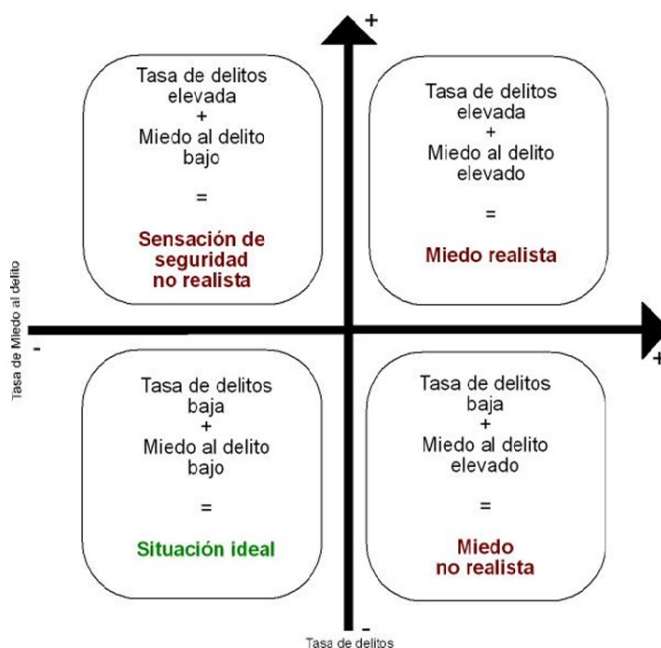 +
Tasa de delitos
elevada
+
Miedo al delito
bajo
=
Sensación de
seguridad
no realista
Tasa de delitos
elevada
+
Miedo al delito
elevado
=
Miedo realista
Tasa de Miedo al delito
-
+
Tasa de delitos
baja
+
Miedo al delito
bajo
=
Situación ideal
Tasa de delitos
baja
+
Miedo al delito
elevado
=
Miedo
no realista
-
Tasa de delitos